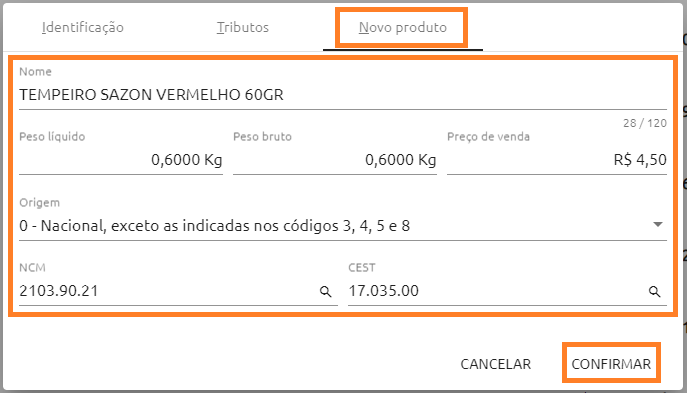 Identificação Tributos Novo produto
Nome
TEMPEIRO SAZON VERMELHO 60GR
28 / 120
Peso líquido Peso bruto Preço de venda
0,6000 Kg 0,6000 Kg R$ 4,50
Origem
0 - Nacional, exceto as indicadas nos códigos 3, 4, 5 e 8
NCM CEST
2103.90.21 17.035.00
CANCELAR CONFIRMAR